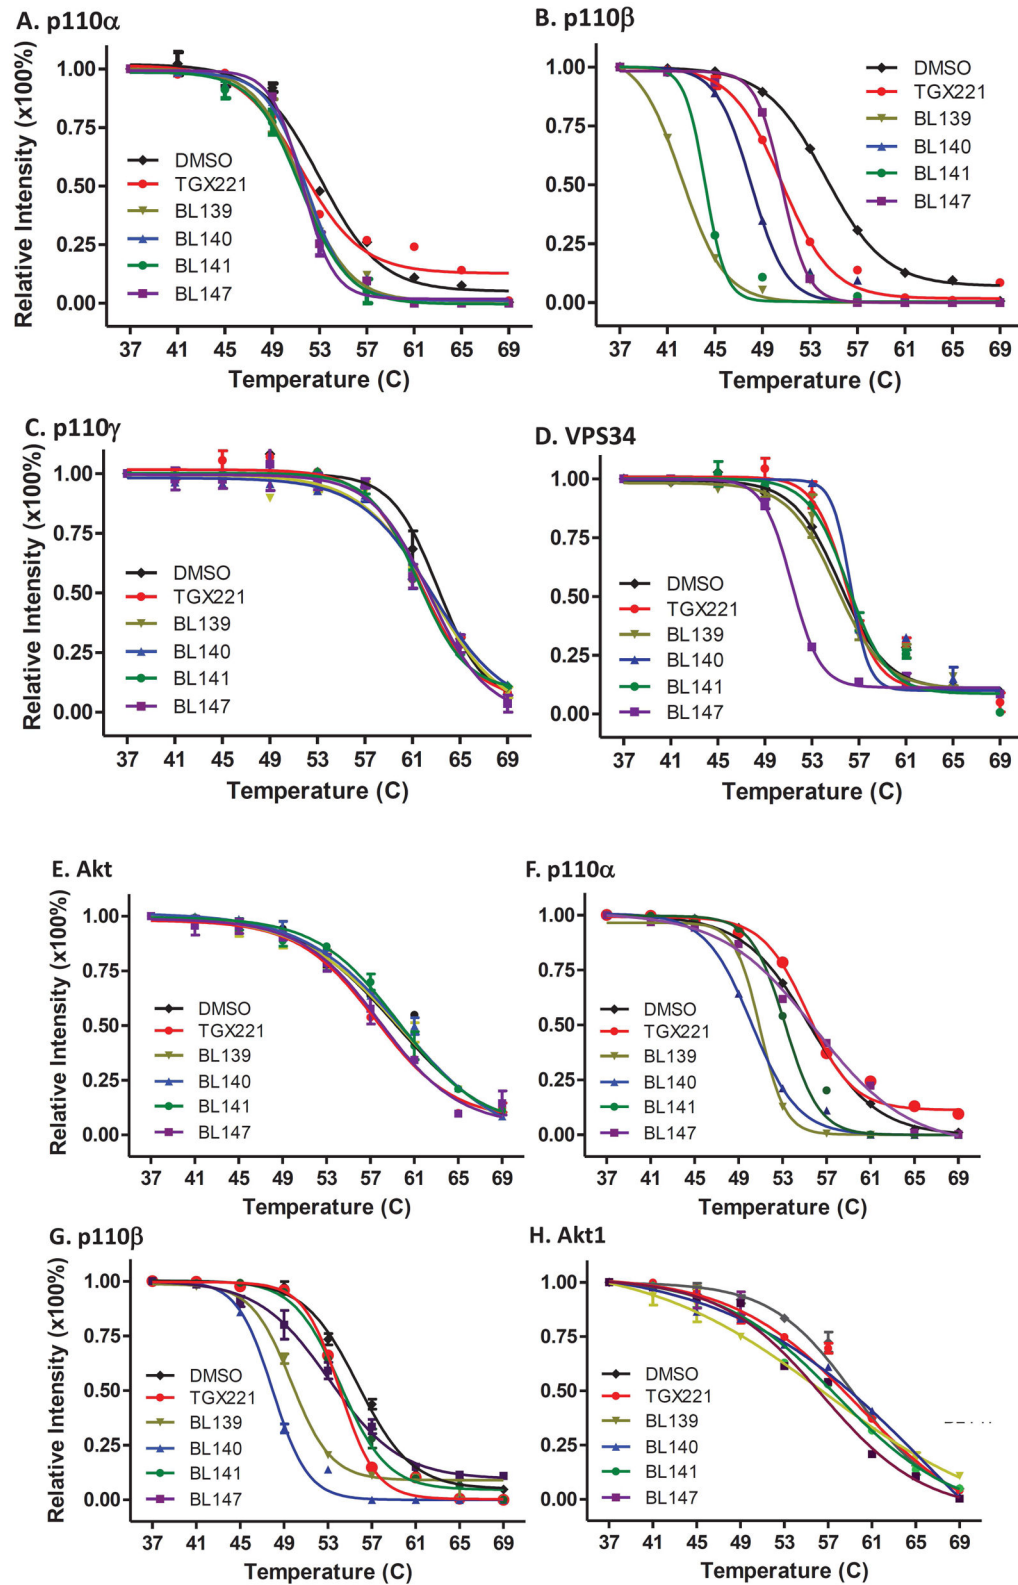 A. p110α
Relative Intensity (x100%)
1.00
0.75
0.50
0.25
0.00
DMSO
TGX221
BL139
BL140
BL141
BL147
37 41 45 49 53 57 61 65 69
Temperature (C)
B. p110β
1.00
0.75
0.50
0.25
0.00
DMSO
TGX221
BL139
BL140
BL141
BL147
37 41 45 49 53 57 61 65 69
Temperature (C)
C. p110γ
Relative Intensity (x100%)
1.00
0.75
0.50
0.25
0.00
DMSO
TGX221
BL139
BL140
BL141
BL147
37 41 45 49 53 57 61 65 69
Temperature (C)
D. VPS34
1.00
0.75
0.50
0.25
0.00
DMSO
TGX221
BL139
BL140
BL141
BL147
37 41 45 49 53 57 61 65 69
Temperature (C)
E. Akt
Relative Intensity (x100%)
1.00
0.75
0.50
0.25
0.00
DMSO
TGX221
BL139
BL140
BL141
BL147
37 41 45 49 53 57 61 65 69
Temperature (C)
F. p110α
1.00
0.75
0.50
0.25
0.00
DMSO
TGX221
BL139
BL140
BL141
BL147
37 41 45 49 53 57 61 65 69
Temperature (C)
G. p110β
Relative Intensity (x100%)
1.00
0.75
0.50
0.25
0.00
DMSO
TGX221
BL139
BL140
BL141
BL147
37 41 45 49 53 57 61 65 69
Temperature (C)
H. Akt1
1.00
0.75
0.50
0.25
0.00
DMSO
TGX221
BL139
BL140
BL141
BL147
37 41 45 49 53 57 61 65 69
Temperature (C)